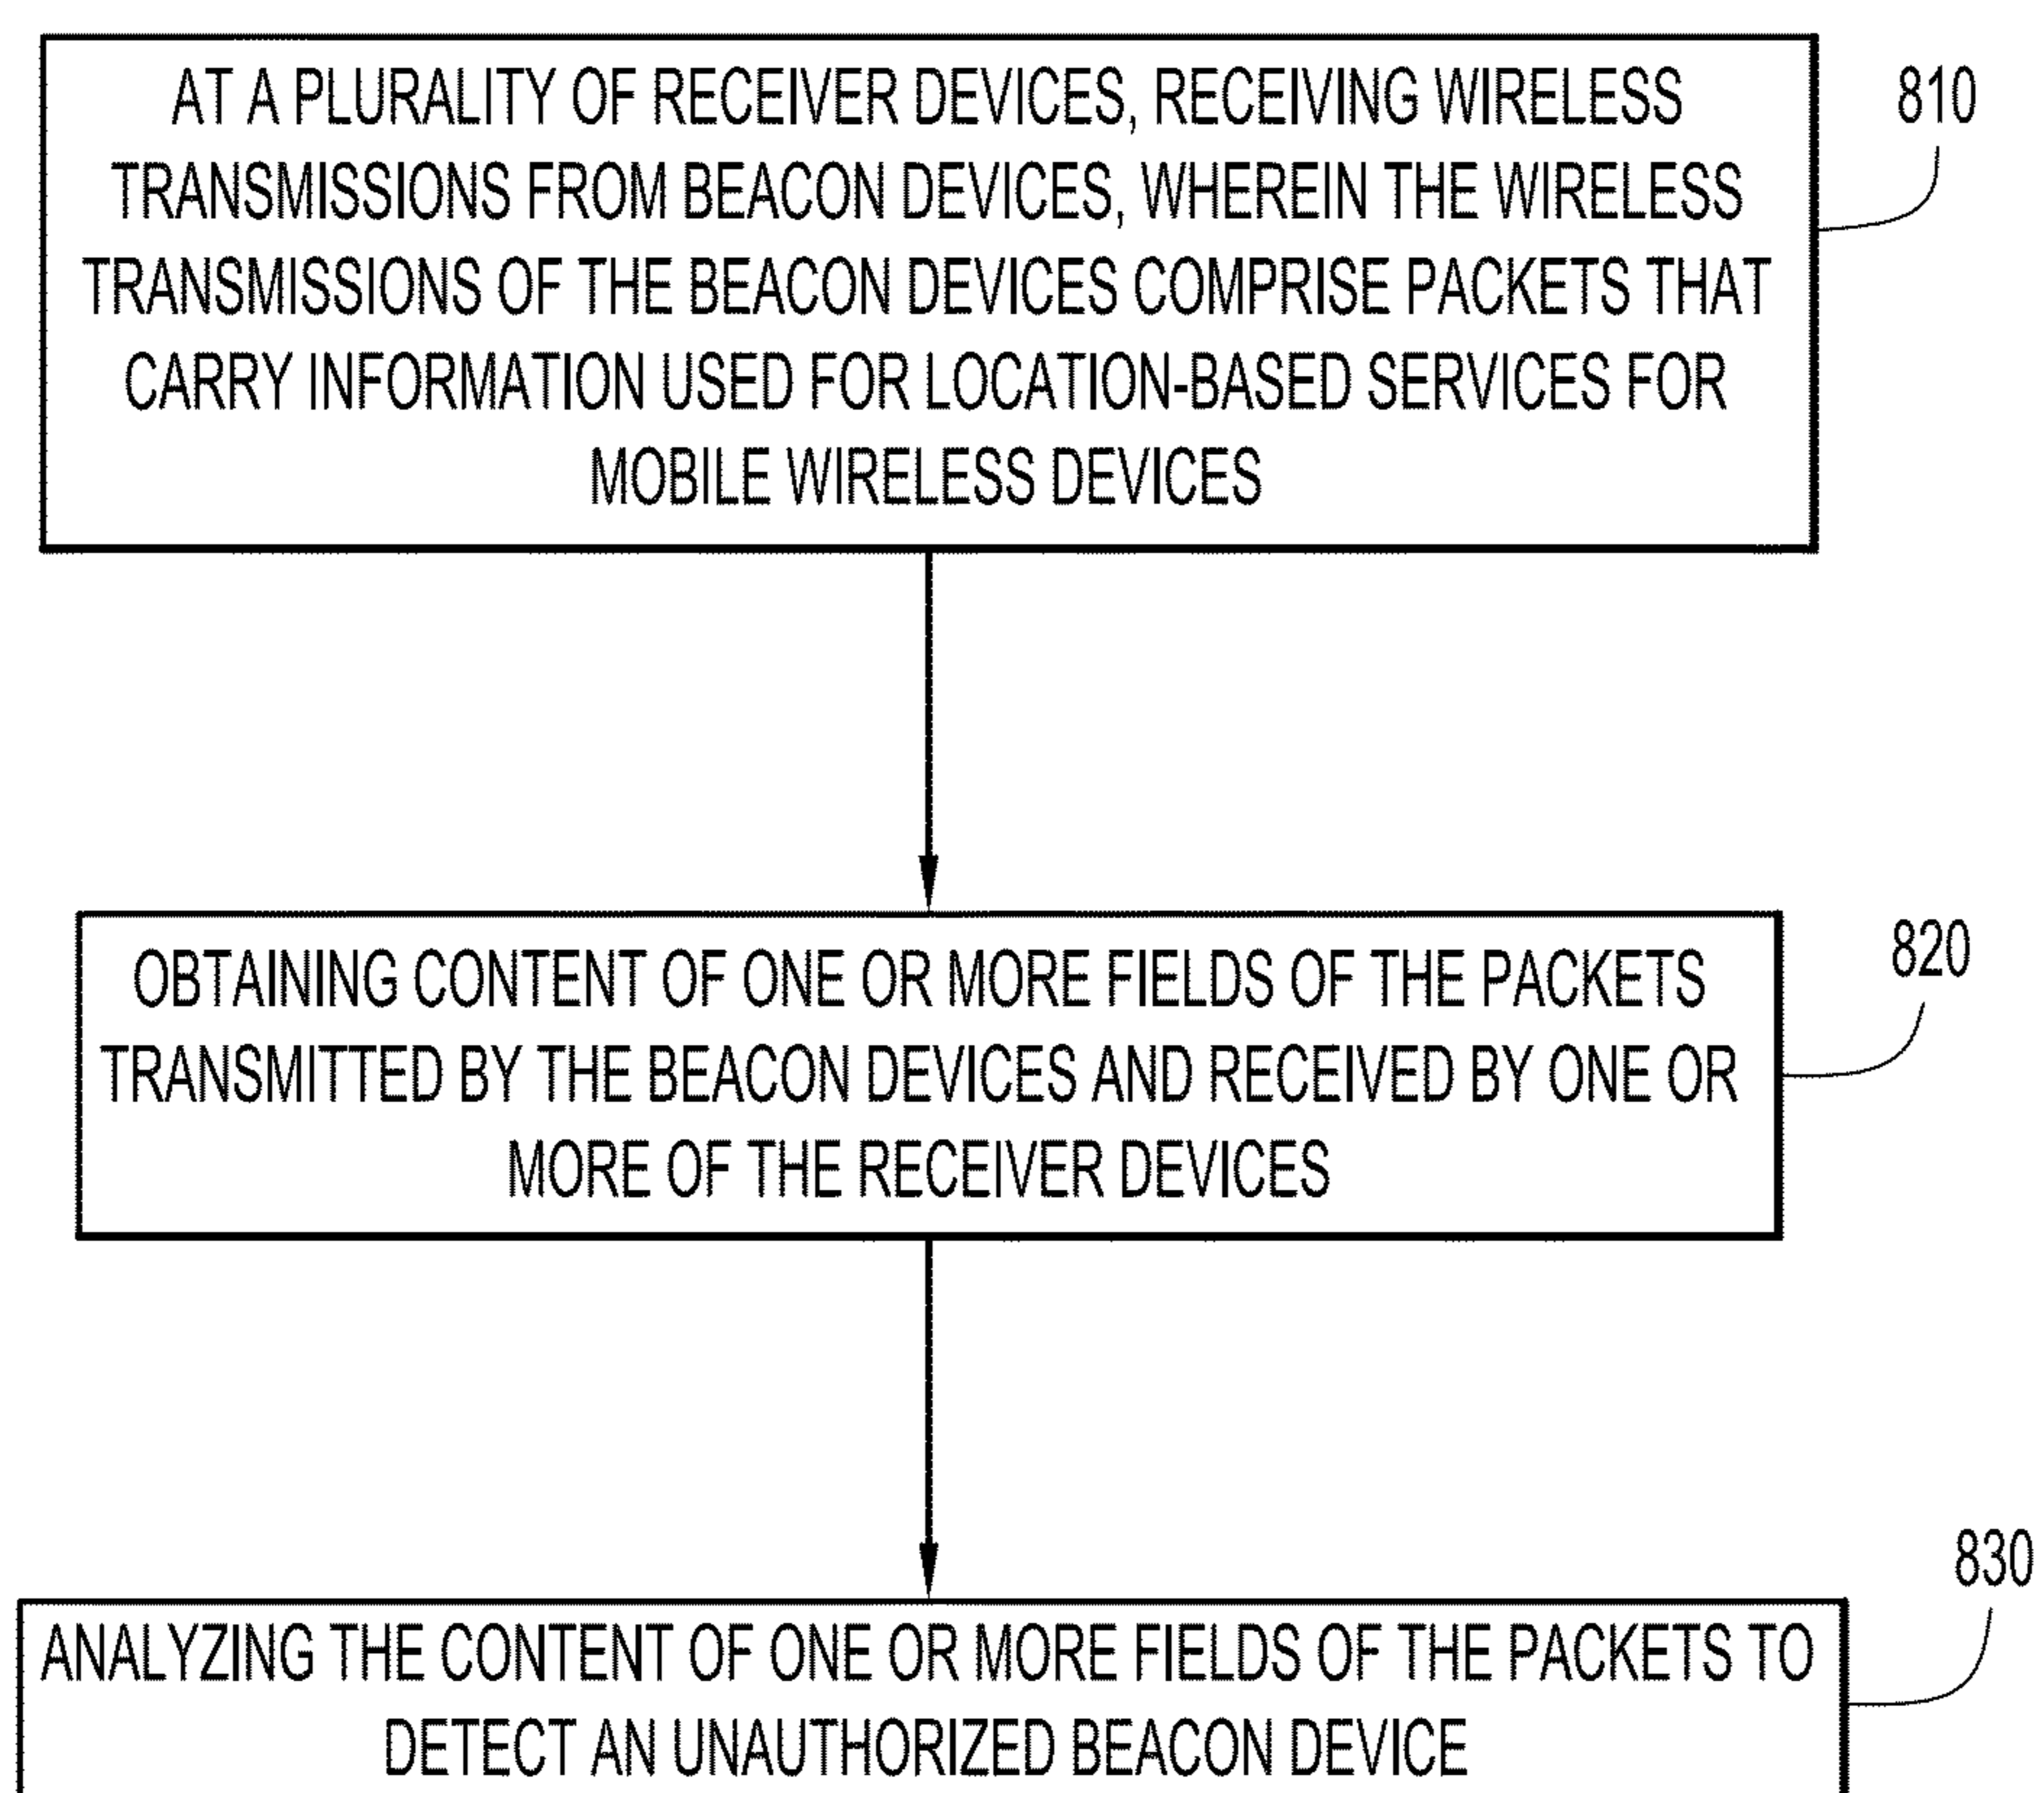 AT A PLURALITY OF RECEIVER DEVICES, RECEIVING WIRELESS
TRANSMISSIONS FROM BEACON DEVICES, WHEREIN THE WIRELESS
TRANSMISSIONS OF THE BEACON DEVICES COMPRISE PACKETS THAT
CARRY INFORMATION USED FOR LOCATION-BASED SERVICES FOR
MOBILE WIRELESS DEVICES
810
OBTAINING CONTENT OF ONE OR MORE FIELDS OF THE PACKETS
TRANSMITTED BY THE BEACON DEVICES AND RECEIVED BY ONE OR
MORE OF THE RECEIVER DEVICES
820
ANALYZING THE CONTENT OF ONE OR MORE FIELDS OF THE PACKETS TO
DETECT AN UNAUTHORIZED BEACON DEVICE
830